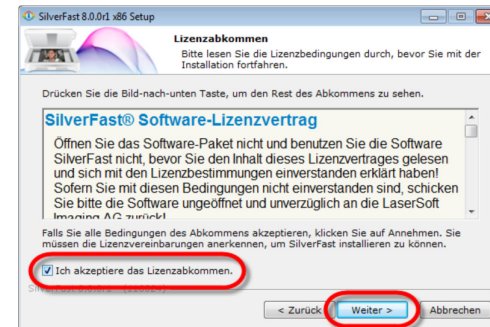 SilverFast 8.0.0r1 x86 Setup
Lizenzabkommen
Bitte lesen Sie die Lizenzbedingungen durch, bevor Sie mit der
Installation fortfahren.
Drücken Sie die Bild-nach-unten Taste, um den Rest des Abkommens zu sehen.
SilverFast® Software-Lizenzvertrag
Öffnen Sie das Software-Paket nicht und benutzen Sie die Software
SilverFast nicht, bevor Sie den Inhalt dieses Lizenzvertrages gelesen
und sich mit den Lizenzbestimmungen einverstanden erklärt haben!
Sofern Sie mit diesen Bedingungen nicht einverstanden sind, schicken
Sie bitte die Software ungeöffnet und unverzüglich an die LaserSoft
Imaging AG zurück!
Falls Sie alle Bedingungen des Abkommens akzeptieren, klicken Sie auf Annehmen. Sie
müssen die Lizenzvereinbarungen anerkennen, um SilverFast installieren zu können.
Ich akzeptiere das Lizenzabkommen.
< Zurück
Weiter >
Abbrechen